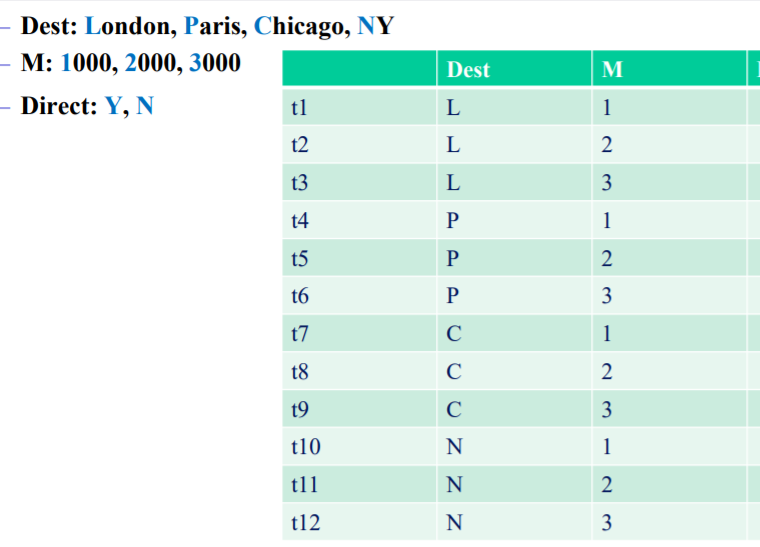 – Dest: London, Paris, Chicago, NY
– M: 1000, 2000, 3000
– Direct: Y, N
Dest M
t1 L 1
t2 L 2
t3 L 3
t4 P 1
t5 P 2
t6 P 3
t7 C 1
t8 C 2
t9 C 3
t10 N 1
t11 N 2
t12 N 3